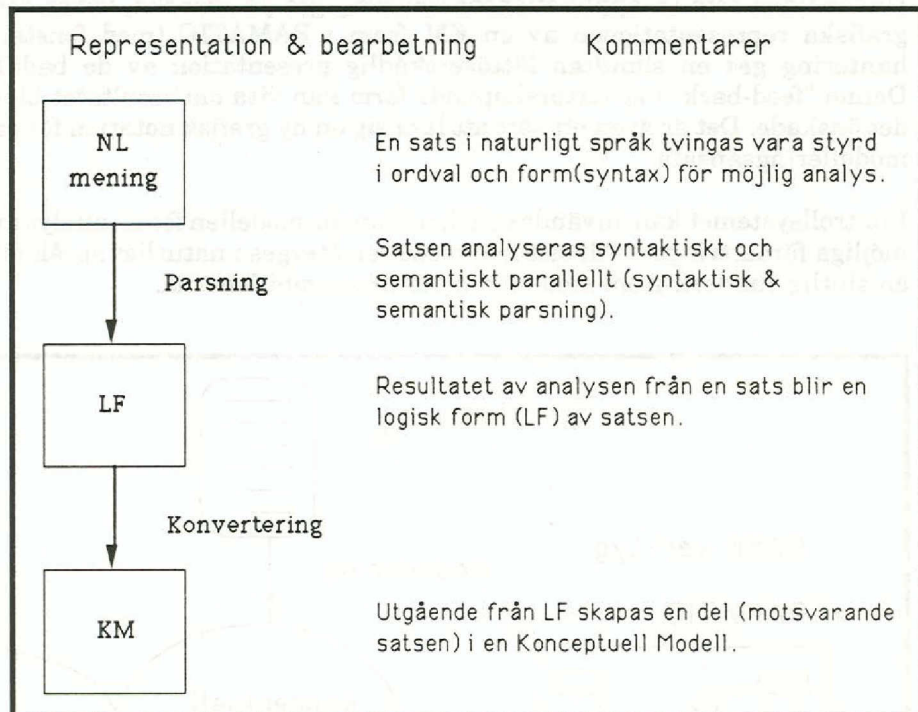 Representation & bearbetning Kommentarer
NL
mening
En sats i naturligt språk tvingas vara styrd
i ordval och form(syntax) för möjlig analys.
Parsning
Satsen analyseras syntaktiskt och
semantiskt parallellt (syntaktisk &
semantisk parsning).
LF
Resultatet av analysen från en sats blir en
logisk form (LF) av satsen.
Konvertering
KM
Utgående från LF skapas en del (motsvarande
satsen) i en Konceptuell Modell.